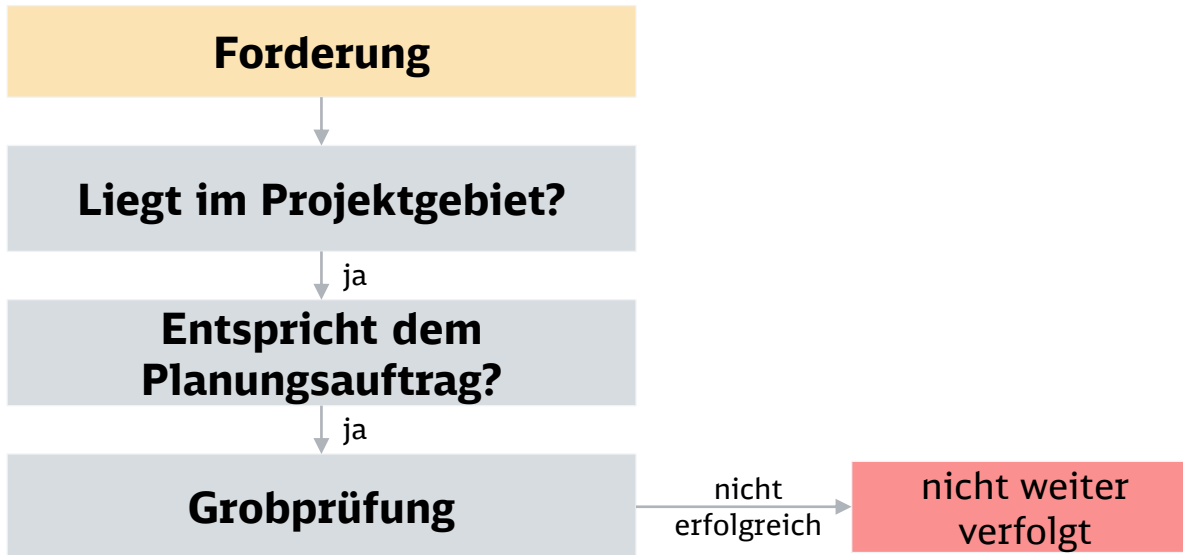 Forderung
Liegt im Projektgebiet?
ja
Entspricht dem
Planungsauftrag?
ja
Grobprüfung
nicht
erfolgreich
nicht weiter
verfolgt